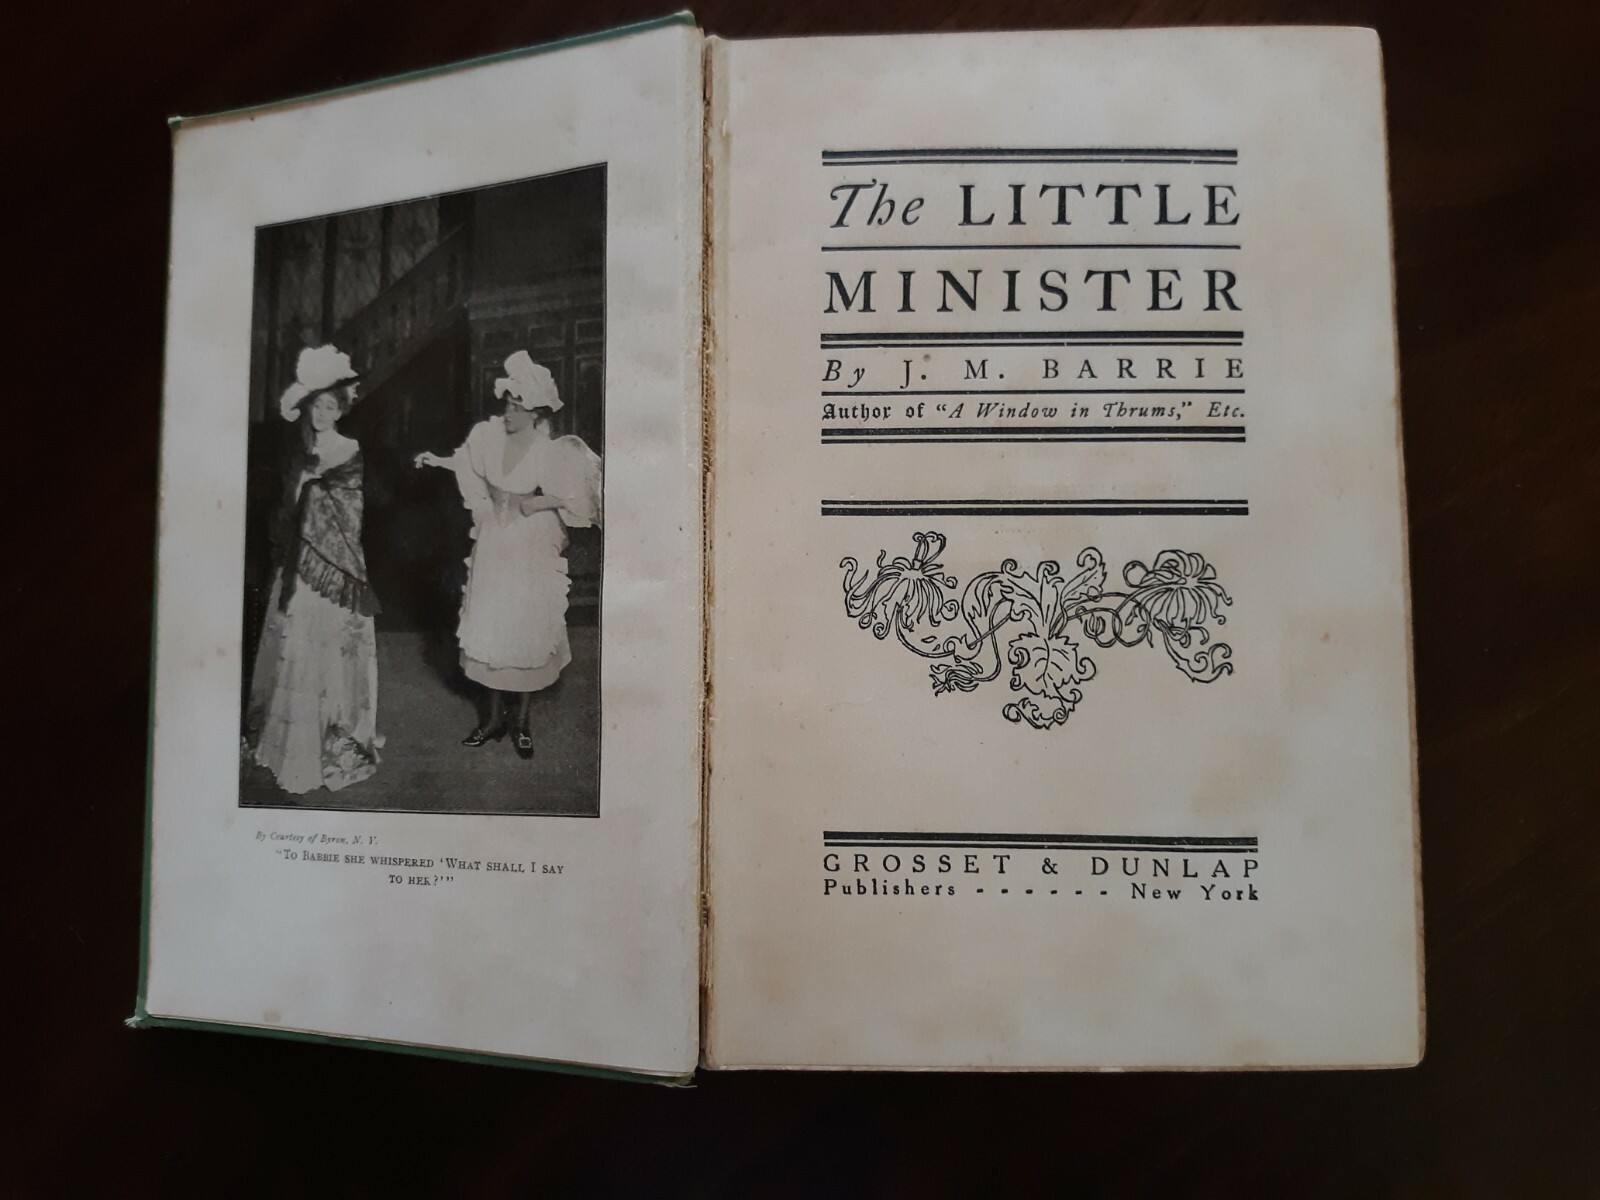 By Courtesy of Byron, N. Y.
"To Babbie she whispered 'What shall I say
to her?'"
The LITTLE
MINISTER
By J. M. BARRIE
Author of "A Window in Thrums," Etc.
GROSSET & DUNLAP
Publishers - - - - - - New York